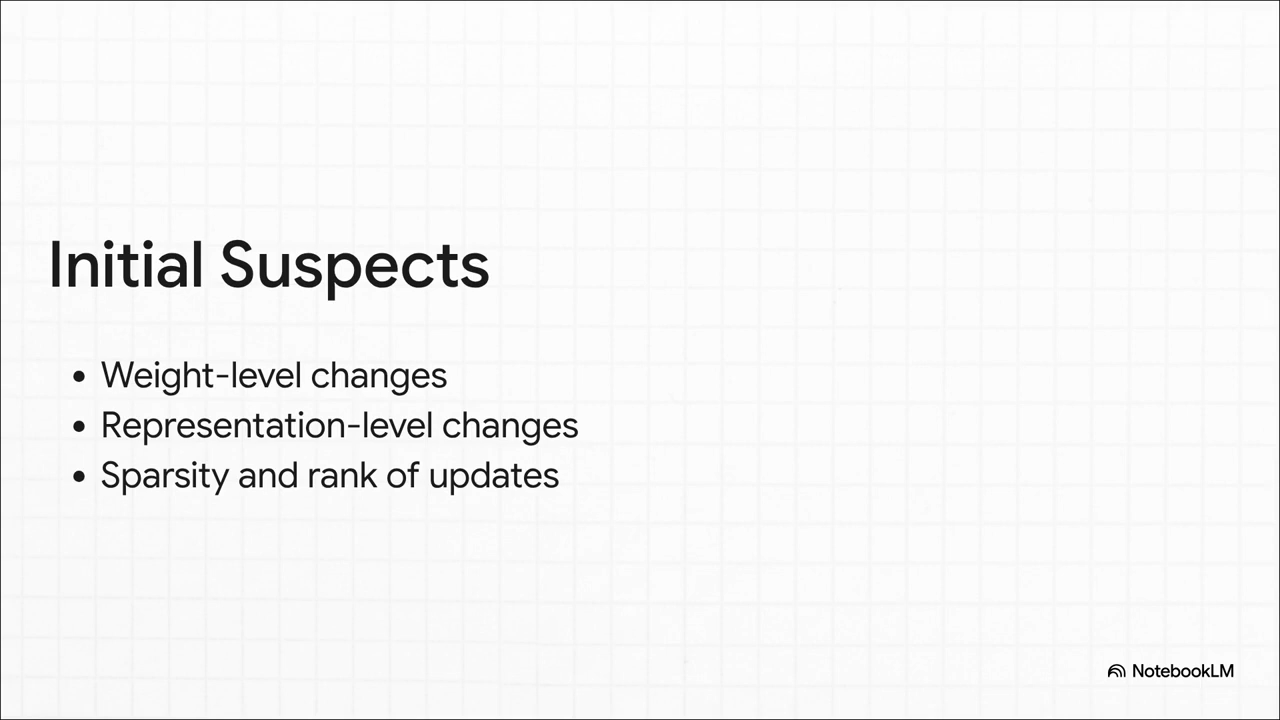 Initial Suspects
• Weight-level changes
• Representation-level changes
• Sparsity and rank of updates
NotebookLM